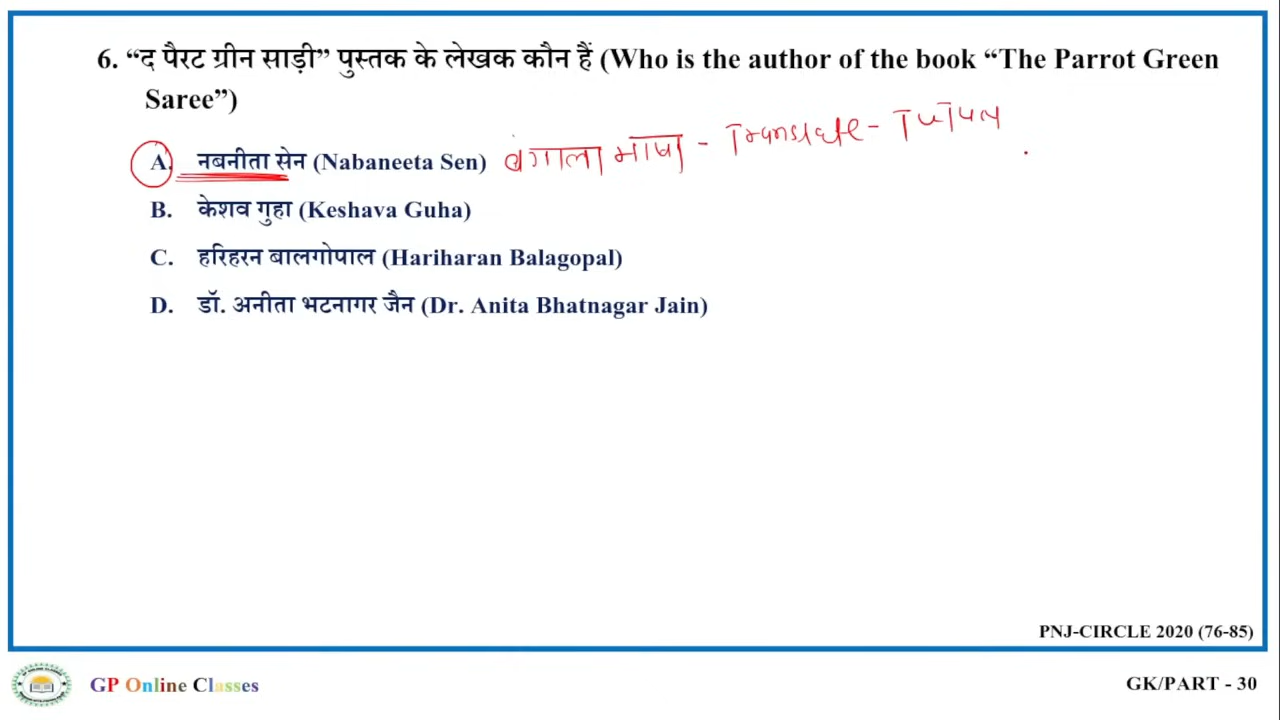 6. “द पैरट ग्रीन साड़ी” पुस्तक के लेखक कौन हैं (Who is the author of the book “The Parrot Green
Saree”)
A. नबनीता सेन (Nabaneeta Sen) बंगाला भाषा - Translate -
B. केशव गुहा (Keshava Guha)
C. हरिहरन बालगोपाल (Hariharan Balagopal)
D. डॉ. अनीता भटनागर जैन (Dr. Anita Bhatnagar Jain)
PNJ-CIRCLE 2020 (76-85)
GP Online Classes
GK/PART - 30